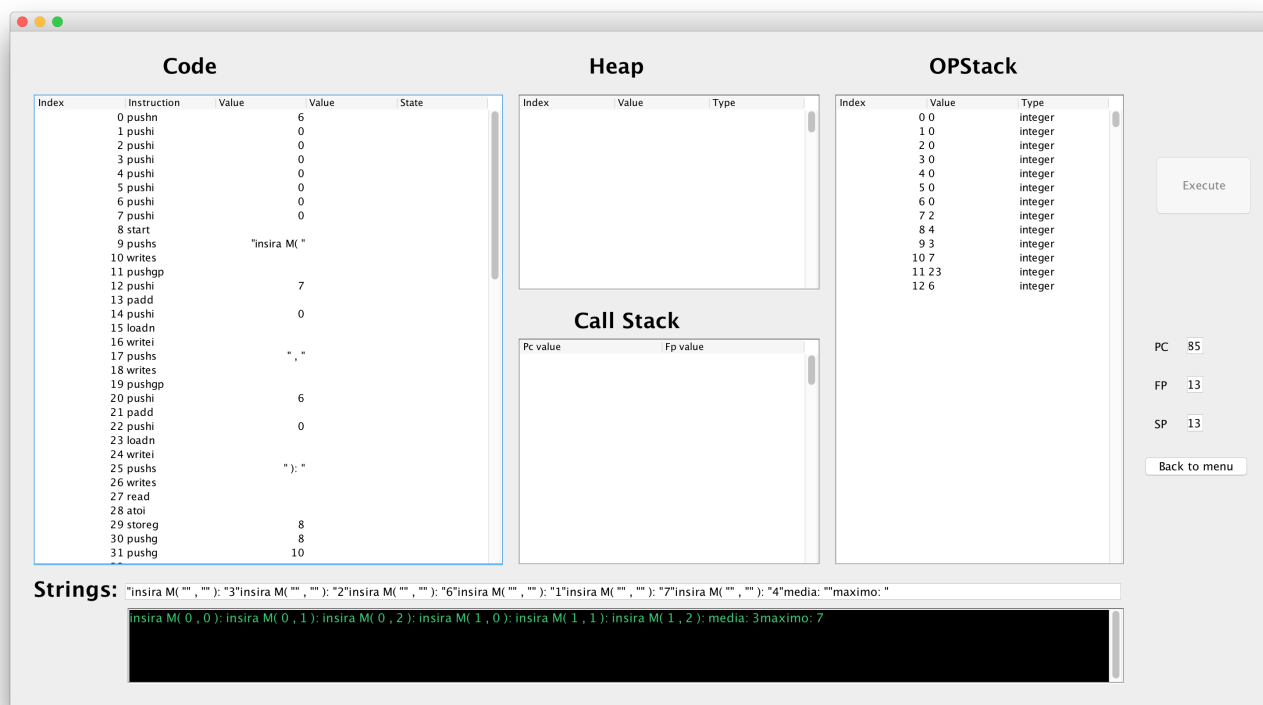 Code
Index Instruction Value Value State
0 pushn 6
1 pushi 0
2 pushi 0
3 pushi 0
4 pushi 0
5 pushi 0
6 pushi 0
7 pushi 0
8 start
9 pushs "insira M( "
10 writes
11 pushgp
12 pushi 7
13 padd
14 pushi 0
15 loadn
16 writei
17 pushs " , "
18 writes
19 pushgp
20 pushi 6
21 padd
22 pushi 0
23 loadn
24 writei
25 pushs " ): "
26 writes
27 read
28 atoi
29 storeg 8
30 pushg 8
31 pushg 10
Heap
Index Value Type
Call Stack
Pc value Fp value
OPStack
Index Value Type
0 0 integer
1 0 integer
2 0 integer
3 0 integer
4 0 integer
5 0 integer
6 0 integer
7 2 integer
8 4 integer
9 3 integer
10 7 integer
11 23 integer
12 6 integer
Execute
PC 85
FP 13
SP 13
Back to menu
Strings: "insira M( "" , "" ): "3"insira M( "" , "" ): "2"insira M( "" , "" ): "6"insira M( "" , "" ): "1"insira M( "" , "" ): "7"insira M( "" , "" ): "4"media: ""maximo: "
insira M( 0 , 0 ): insira M( 0 , 1 ): insira M( 0 , 2 ): insira M( 1 , 0 ): insira M( 1 , 1 ): insira M( 1 , 2 ): media: 3maximo: 7